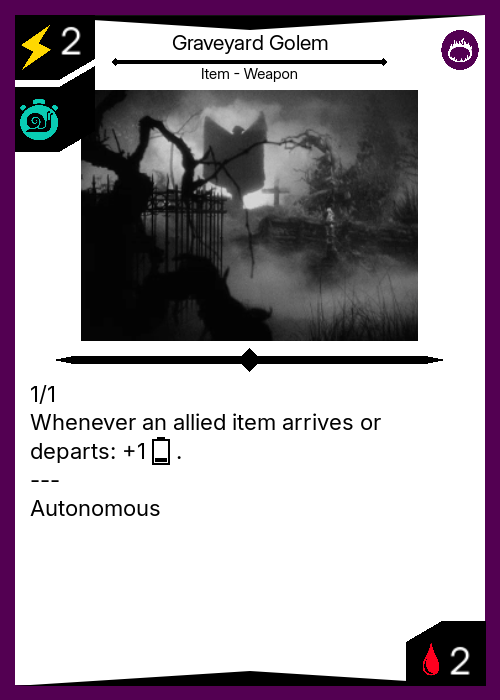 2
Graveyard Golem
Item - Weapon
1/1
Whenever an allied item arrives or
departs: +1 .
---
Autonomous
2